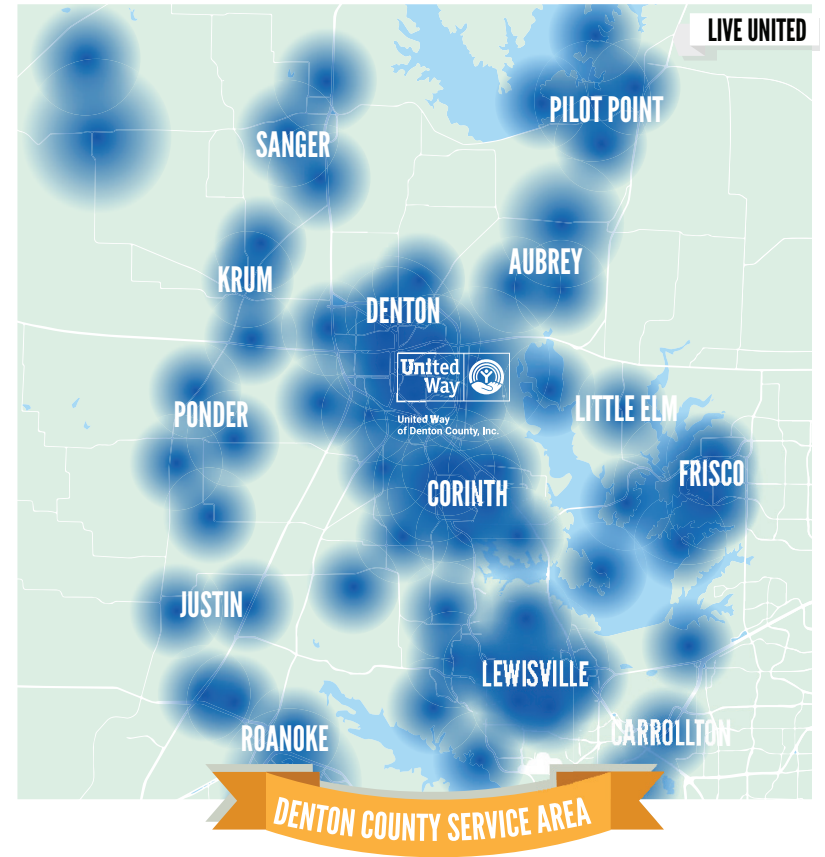 LIVE UNITED
PILOT POINT
SANGER
AUBREY
KRUM
DENTON
United
Way
United Way
of Denton County, Inc.
LITTLE ELM
PONDER
FRISCO
CORINTH
JUSTIN
LEWISVILLE
ROANOKE
CARROLLTON
DENTON COUNTY SERVICE AREA